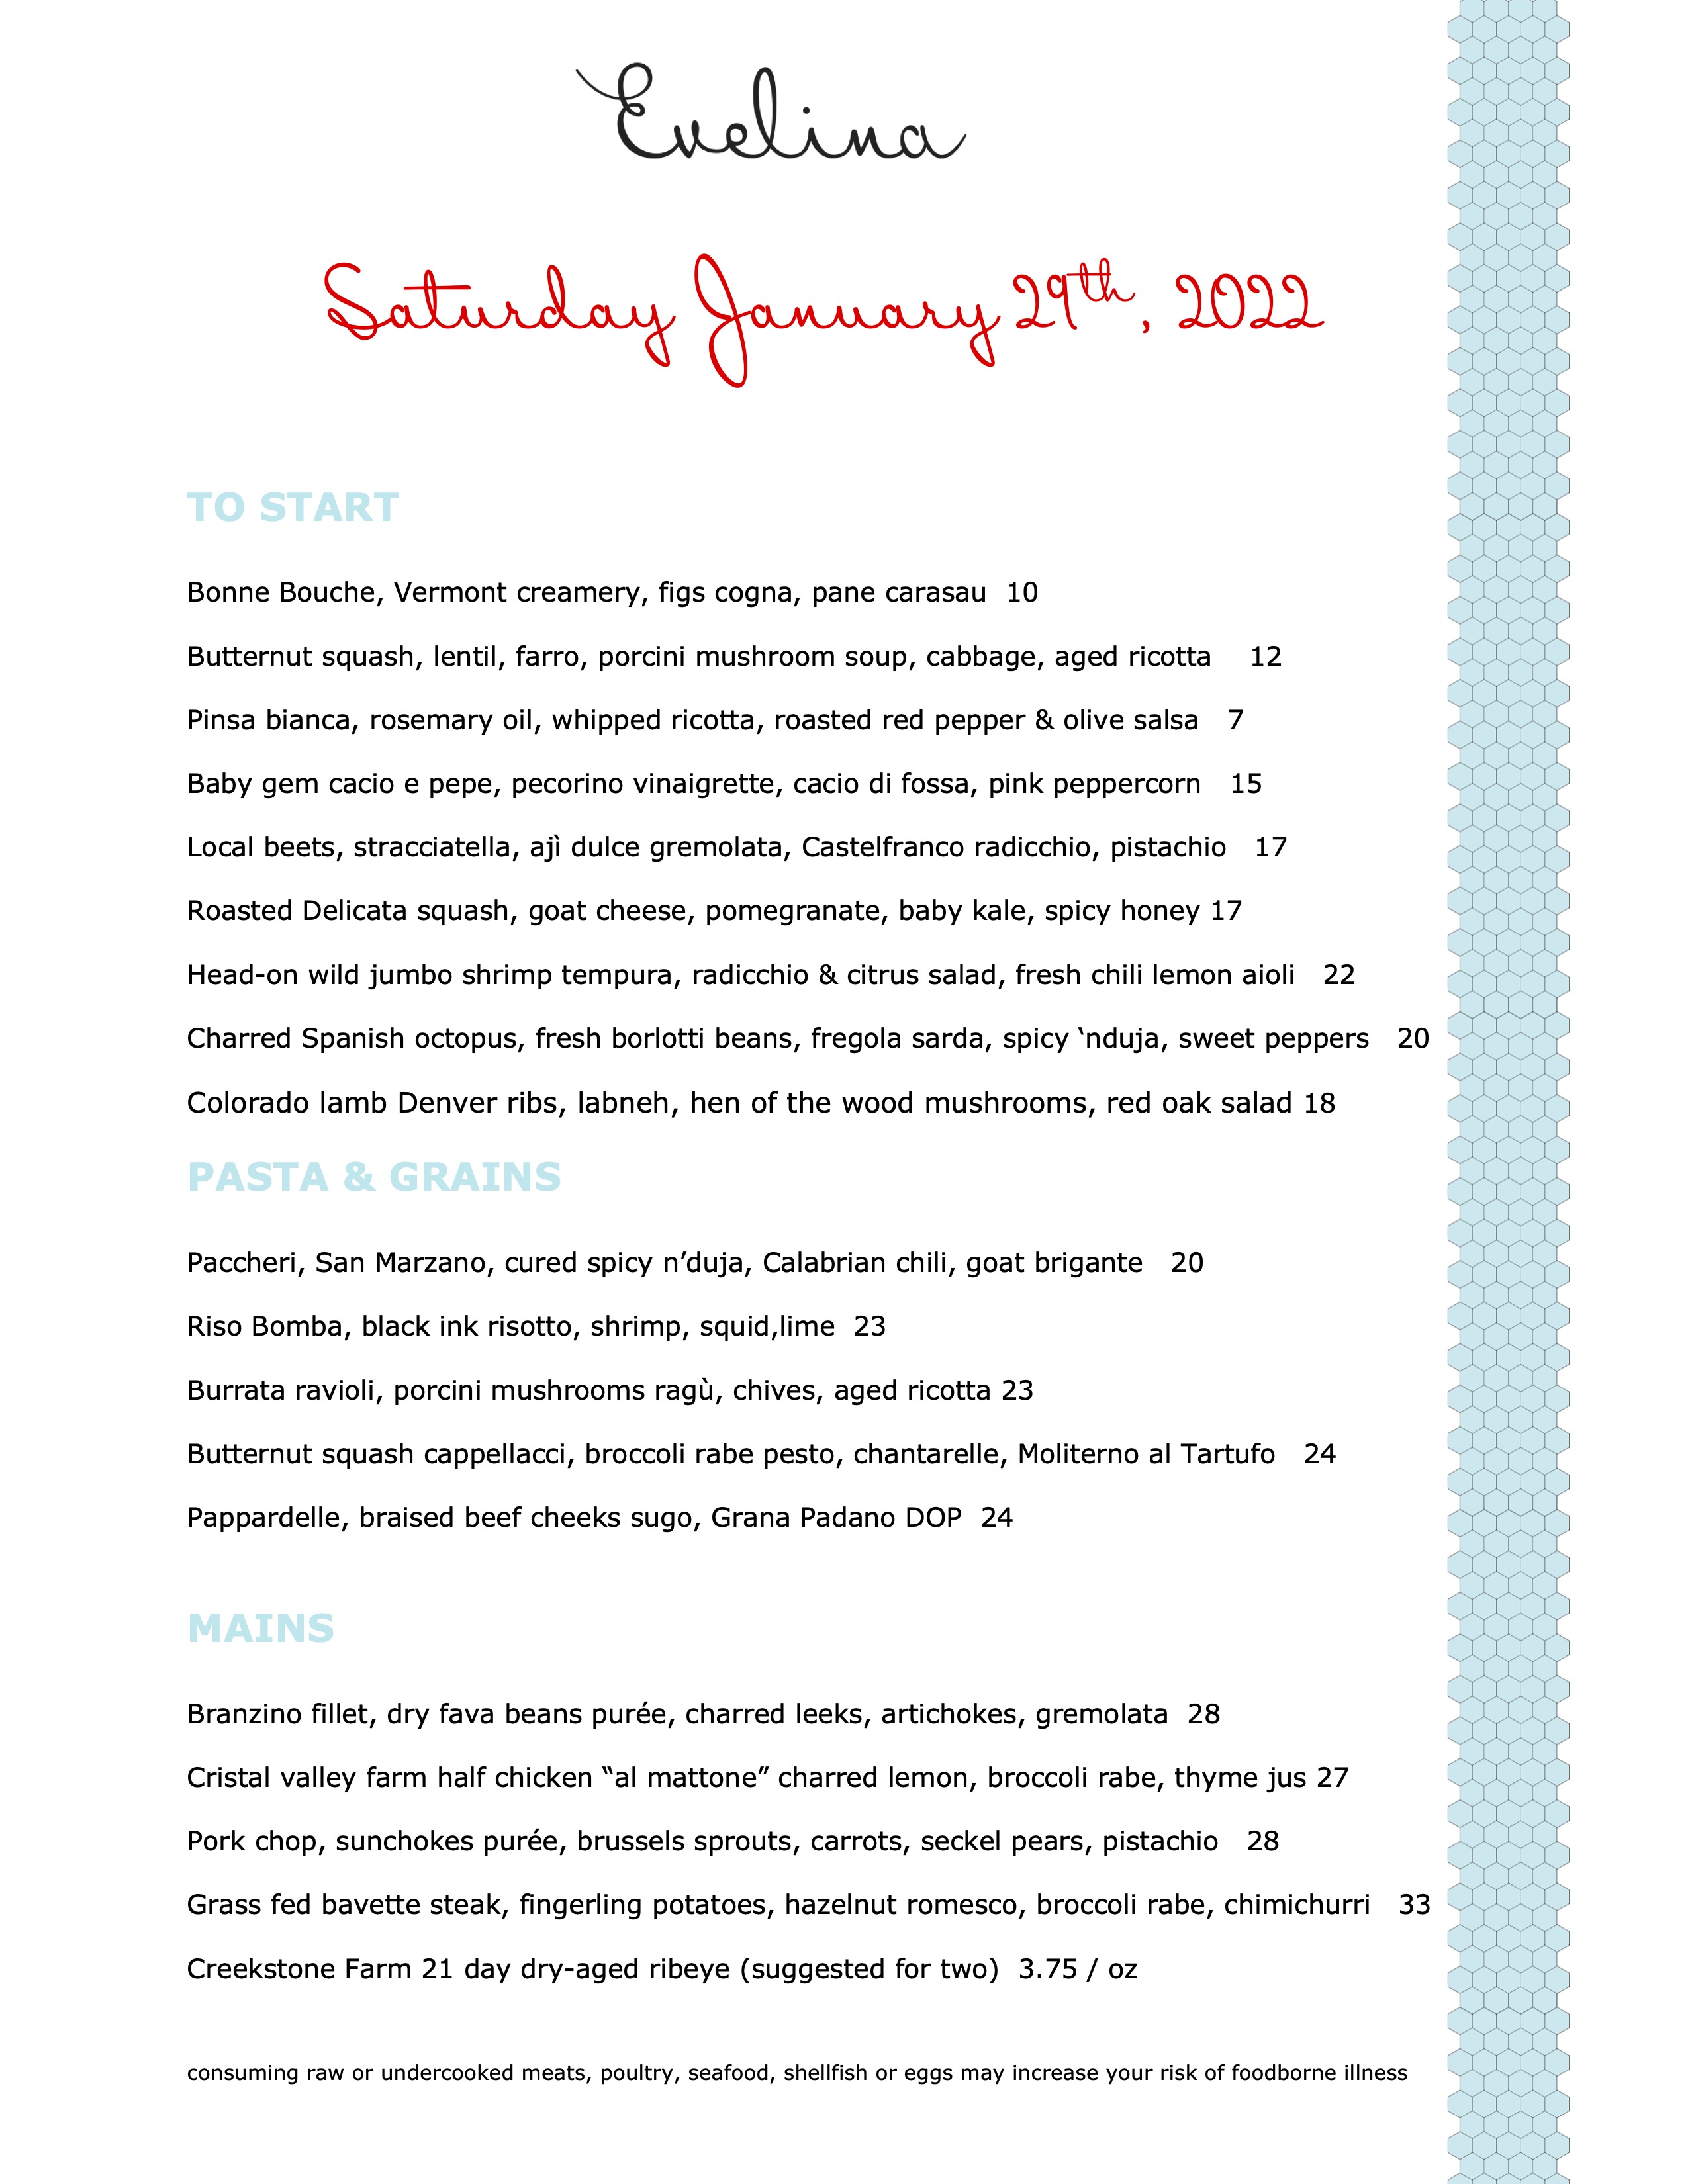 Evelina
Saturday January 29th, 2022
TO START
Bonne Bouche, Vermont creamery, figs cogna, pane carasau 10
Butternut squash, lentil, farro, porcini mushroom soup, cabbage, aged ricotta 12
Pinsa bianca, rosemary oil, whipped ricotta, roasted red pepper & olive salsa 7
Baby gem cacio e pepe, pecorino vinaigrette, cacio di fossa, pink peppercorn 15
Local beets, stracciatella, ajì dulce gremolata, Castelfranco radicchio, pistachio 17
Roasted Delicata squash, goat cheese, pomegranate, baby kale, spicy honey 17
Head-on wild jumbo shrimp tempura, radicchio & citrus salad, fresh chili lemon aioli 22
Charred Spanish octopus, fresh borlotti beans, fregola sarda, spicy ‘nduja, sweet peppers 20
Colorado lamb Denver ribs, labneh, hen of the wood mushrooms, red oak salad 18
PASTA & GRAINS
Paccheri, San Marzano, cured spicy n’duja, Calabrian chili, goat brigante 20
Riso Bomba, black ink risotto, shrimp, squid,lime 23
Burrata ravioli, porcini mushrooms ragù, chives, aged ricotta 23
Butternut squash cappellacci, broccoli rabe pesto, chantarelle, Moliterno al Tartufo 24
Pappardelle, braised beef cheeks sugo, Grana Padano DOP 24
MAINS
Branzino fillet, dry fava beans purée, charred leeks, artichokes, gremolata 28
Cristal valley farm half chicken “al mattone” charred lemon, broccoli rabe, thyme jus 27
Pork chop, sunchokes purée, brussels sprouts, carrots, seckel pears, pistachio 28
Grass fed bavette steak, fingerling potatoes, hazelnut romesco, broccoli rabe, chimichurri 33
Creekstone Farm 21 day dry-aged ribeye (suggested for two) 3.75 / oz
consuming raw or undercooked meats, poultry, seafood, shellfish or eggs may increase your risk of foodborne illness